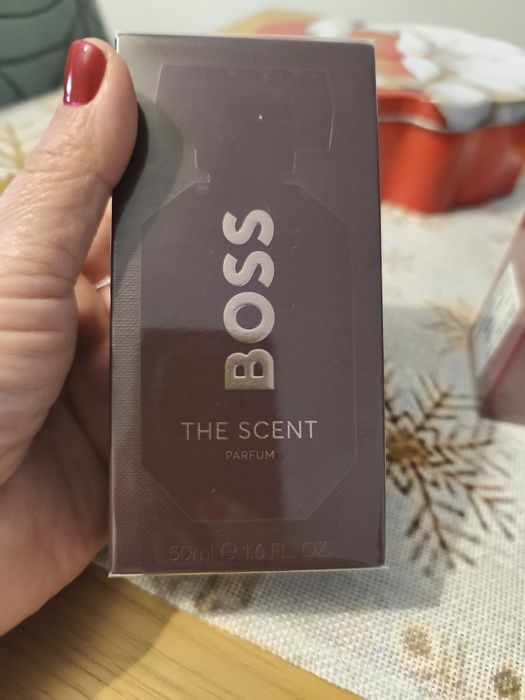 BOSS
THE SCENT
PARFUM
50ml ℮ 1.6 FL. OZ.